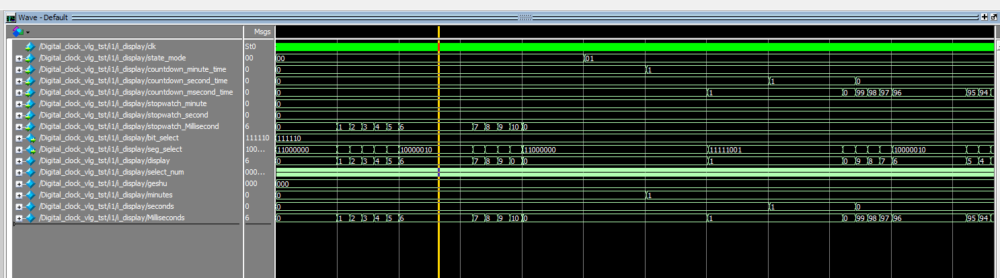 Wave - Default
Msgs
/Digital_clock_vlg_tst/i1/i_display/clk St0
/Digital_clock_vlg_tst/i1/i_display/state_mode 00 00 01
/Digital_clock_vlg_tst/i1/i_display/countdown_minute_time 0 0 1
/Digital_clock_vlg_tst/i1/i_display/countdown_second_time 0 0 1 0
/Digital_clock_vlg_tst/i1/i_display/countdown_msecond_time 0 0 1 0 99 98 97 96 95 94
/Digital_clock_vlg_tst/i1/i_display/stopwatch_minute 0 0
/Digital_clock_vlg_tst/i1/i_display/stopwatch_second 0 0
/Digital_clock_vlg_tst/i1/i_display/stopwatch_Millisecond 6 0 1 2 3 4 5 6 7 8 9 10 0
/Digital_clock_vlg_tst/i1/i_display/bit_select 111110 111110
/Digital_clock_vlg_tst/i1/i_display/seg_select 100... 11000000 10000010 11000000 11111001 10000010
/Digital_clock_vlg_tst/i1/i_display/display 6 0 1 2 3 4 5 6 7 8 9 0 0 1 0 9 8 7 6 5 4
/Digital_clock_vlg_tst/i1/i_display/select_num 000...
/Digital_clock_vlg_tst/i1/i_display/geshu 000 000
/Digital_clock_vlg_tst/i1/i_display/minutes 0 0 1
/Digital_clock_vlg_tst/i1/i_display/seconds 0 0 1 0
/Digital_clock_vlg_tst/i1/i_display/Milliseconds 6 0 1 2 3 4 5 6 7 8 9 10 0 1 0 99 98 97 96 95 94